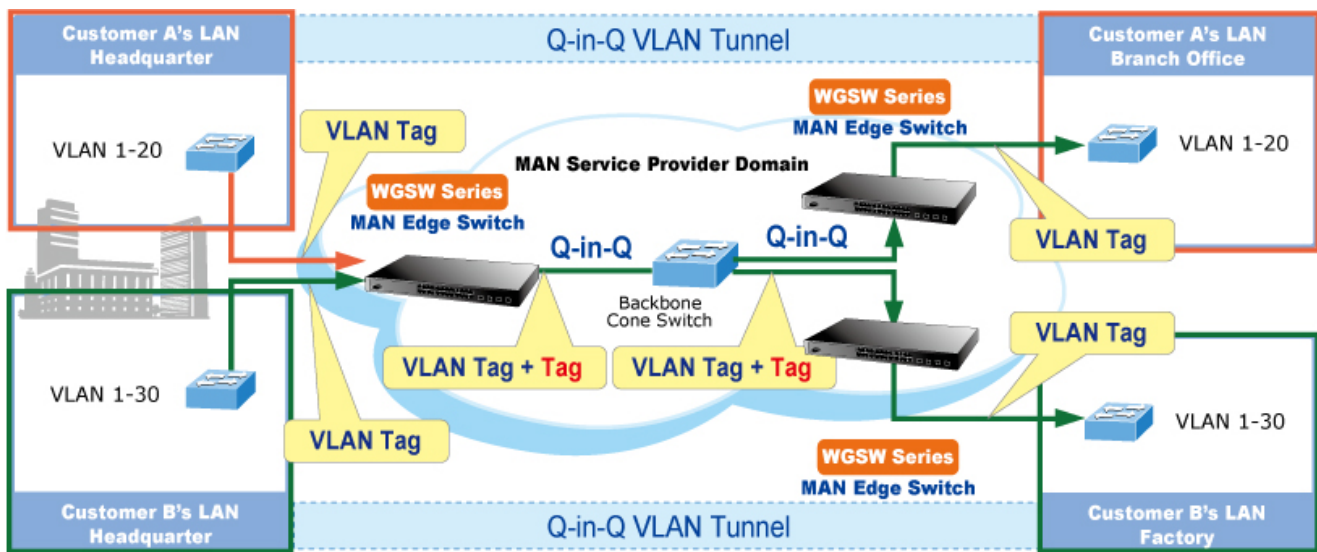 Customer A's LAN
Headquarter
Q-in-Q VLAN Tunnel
Customer A's LAN
Branch Office
VLAN 1-20
VLAN Tag
WGSW Series
MAN Edge Switch
VLAN 1-20
MAN Service Provider Domain
WGSW Series
MAN Edge Switch
VLAN Tag
Q-in-Q
Q-in-Q
Backbone
Cone Switch
VLAN Tag
VLAN Tag + Tag
VLAN Tag + Tag
VLAN 1-30
VLAN Tag
VLAN 1-30
WGSW Series
MAN Edge Switch
Customer B's LAN
Headquarter
Q-in-Q VLAN Tunnel
Customer B's LAN
Factory